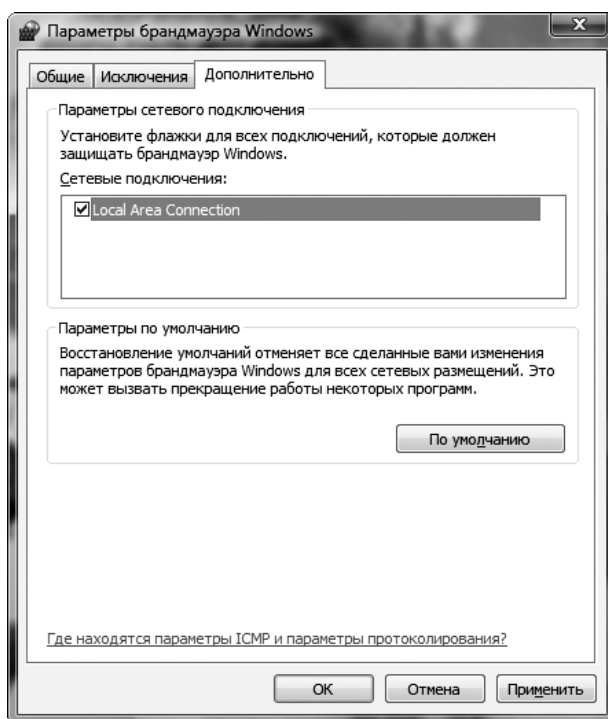 Параметры брандмауэра Windows
Общие Исключения Дополнительно
Параметры сетевого подключения
Установите флажки для всех подключений, которые должен
защищать брандмауэр Windows.
Сетевые подключения:
Local Area Connection
Параметры по умолчанию
Восстановление умолчаний отменяет все сделанные вами изменения
параметров брандмауэра Windows для всех сетевых размещений. Это
может вызвать прекращение работы некоторых программ.
По умолчанию
Где находятся параметры ICMP и параметры протоколирования?
OK Отмена Применить